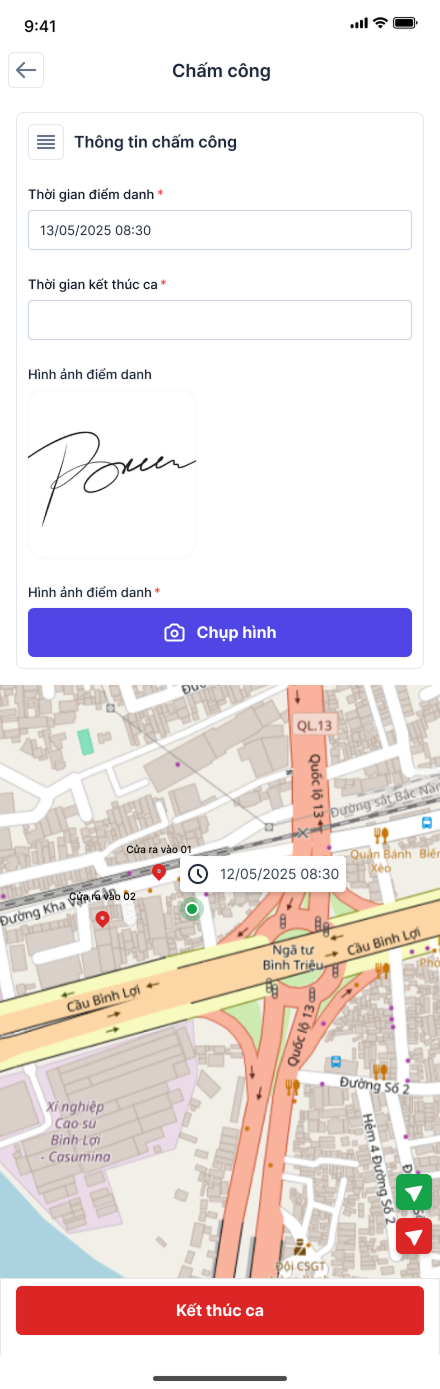 9:41
Chấm công
Thông tin chấm công
Thời gian điểm danh *
13/05/2025 08:30
Thời gian kết thúc ca *
Hình ảnh điểm danh
Hình ảnh điểm danh *
Chụp hình
QL.13
Quốc lộ 13
Đường sắt Bắc Nam
Cửa ra vào 01
Quán Bánh
Xèo
12/05/2025 08:30
Cửa ra vào 02
Đường Kha Vạn Cân
Ngã tư
Bình Triệu
Cầu Bình Lợi
Cầu Bình Lợi
Quốc lộ 13
Đường Số 2
Xí nghiệp
Cao su
Bình Lợi
- Casumina
Hẻm 4 Đường Số 2
Đội CSGT
Kết thúc ca